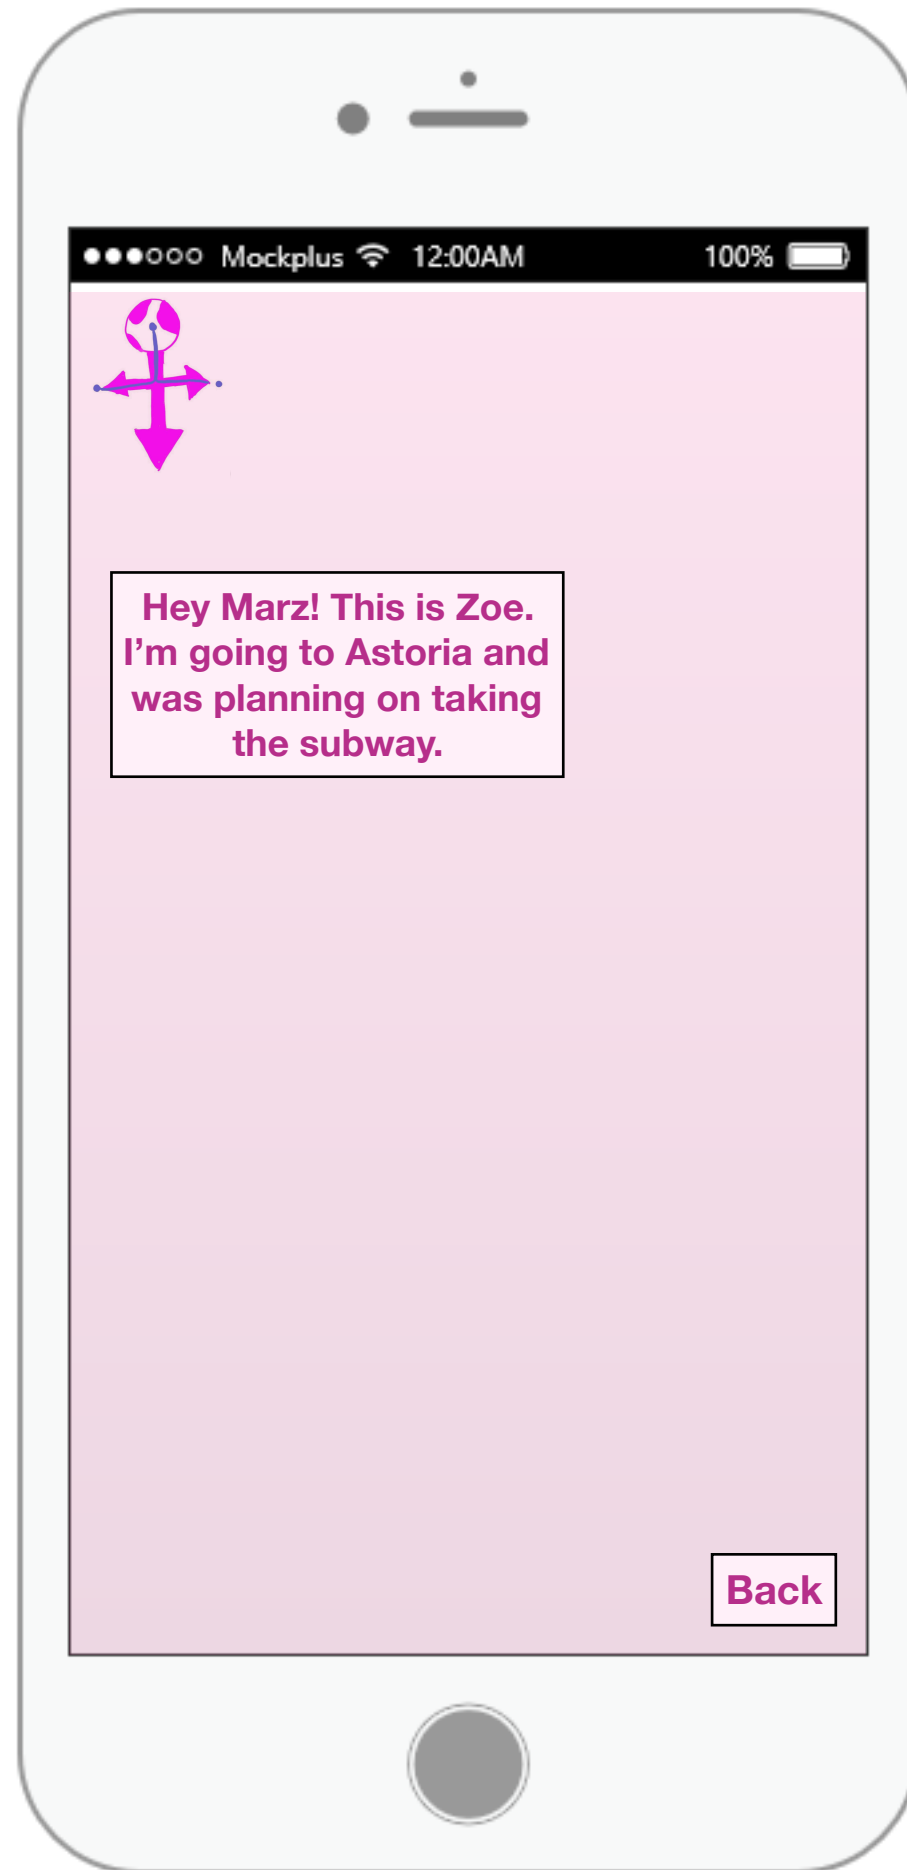 Mockplus 12:00AM 100%
Hey Marz! This is Zoe.
I’m going to Astoria and
was planning on taking
the subway.
Back